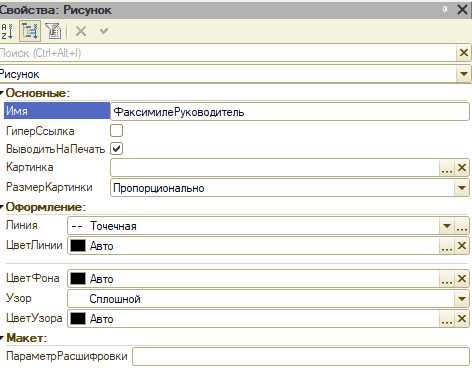 Свойства: Рисунок
Поиск (Ctrl+Alt+I)
Рисунок
Основные:
Имя ФаксимилеРуководитель
ГиперСсылка
ВыводитьНаПечать
Картинка
РазмерКартинки Пропорционально
Оформление:
Линия Точечная
ЦветЛинии Авто
ЦветФона Авто
Узор Сплошной
ЦветУзора Авто
Макет:
ПараметрРасшифровки